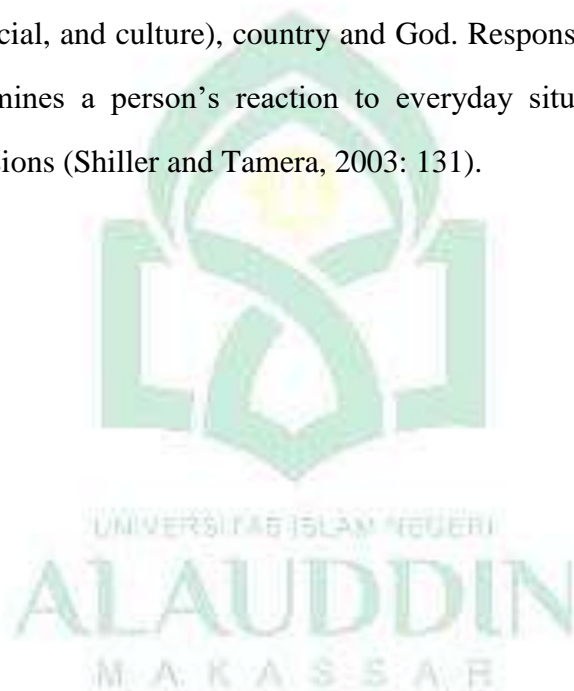 cial, and culture), country and God. Respons
mines a person’s reaction to everyday situ
sions (Shiller and Tamera, 2003: 131).
UNIVERSITAS ISLAM NEGERI
ALAUDDIN
MAKASSAR